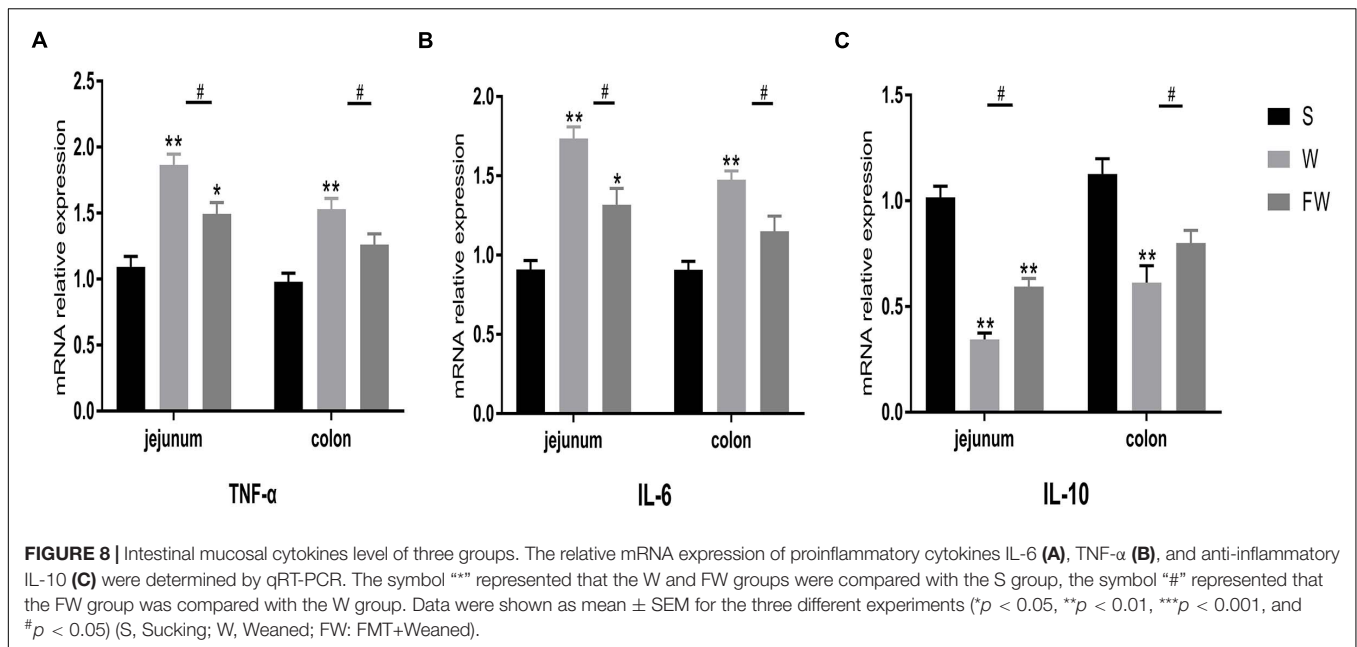 A
B
C
2.5
2.0
1.5
1.0
0.5
0.0
mRNA relative expression
**
*
#
**
#
jejunum
colon
TNF-α
2.0
1.5
1.0
0.5
0.0
mRNA relative expression
**
*
#
**
#
jejunum
colon
IL-6
1.5
1.0
0.5
0.0
mRNA relative expression
**
**
#
**
#
jejunum
colon
IL-10
S
W
FW
FIGURE 8 | Intestinal mucosal cytokines level of three groups. The relative mRNA expression of proinflammatory cytokines IL-6 (A), TNF-α (B), and anti-inflammatory
IL-10 (C) were determined by qRT-PCR. The symbol “*” represented that the W and FW groups were compared with the S group, the symbol “#” represented that
the FW group was compared with the W group. Data were shown as mean ± SEM for the three different experiments (*p < 0.05, **p < 0.01, ***p < 0.001, and
#p < 0.05) (S, Sucking; W, Weaned; FW: FMT+Weaned).